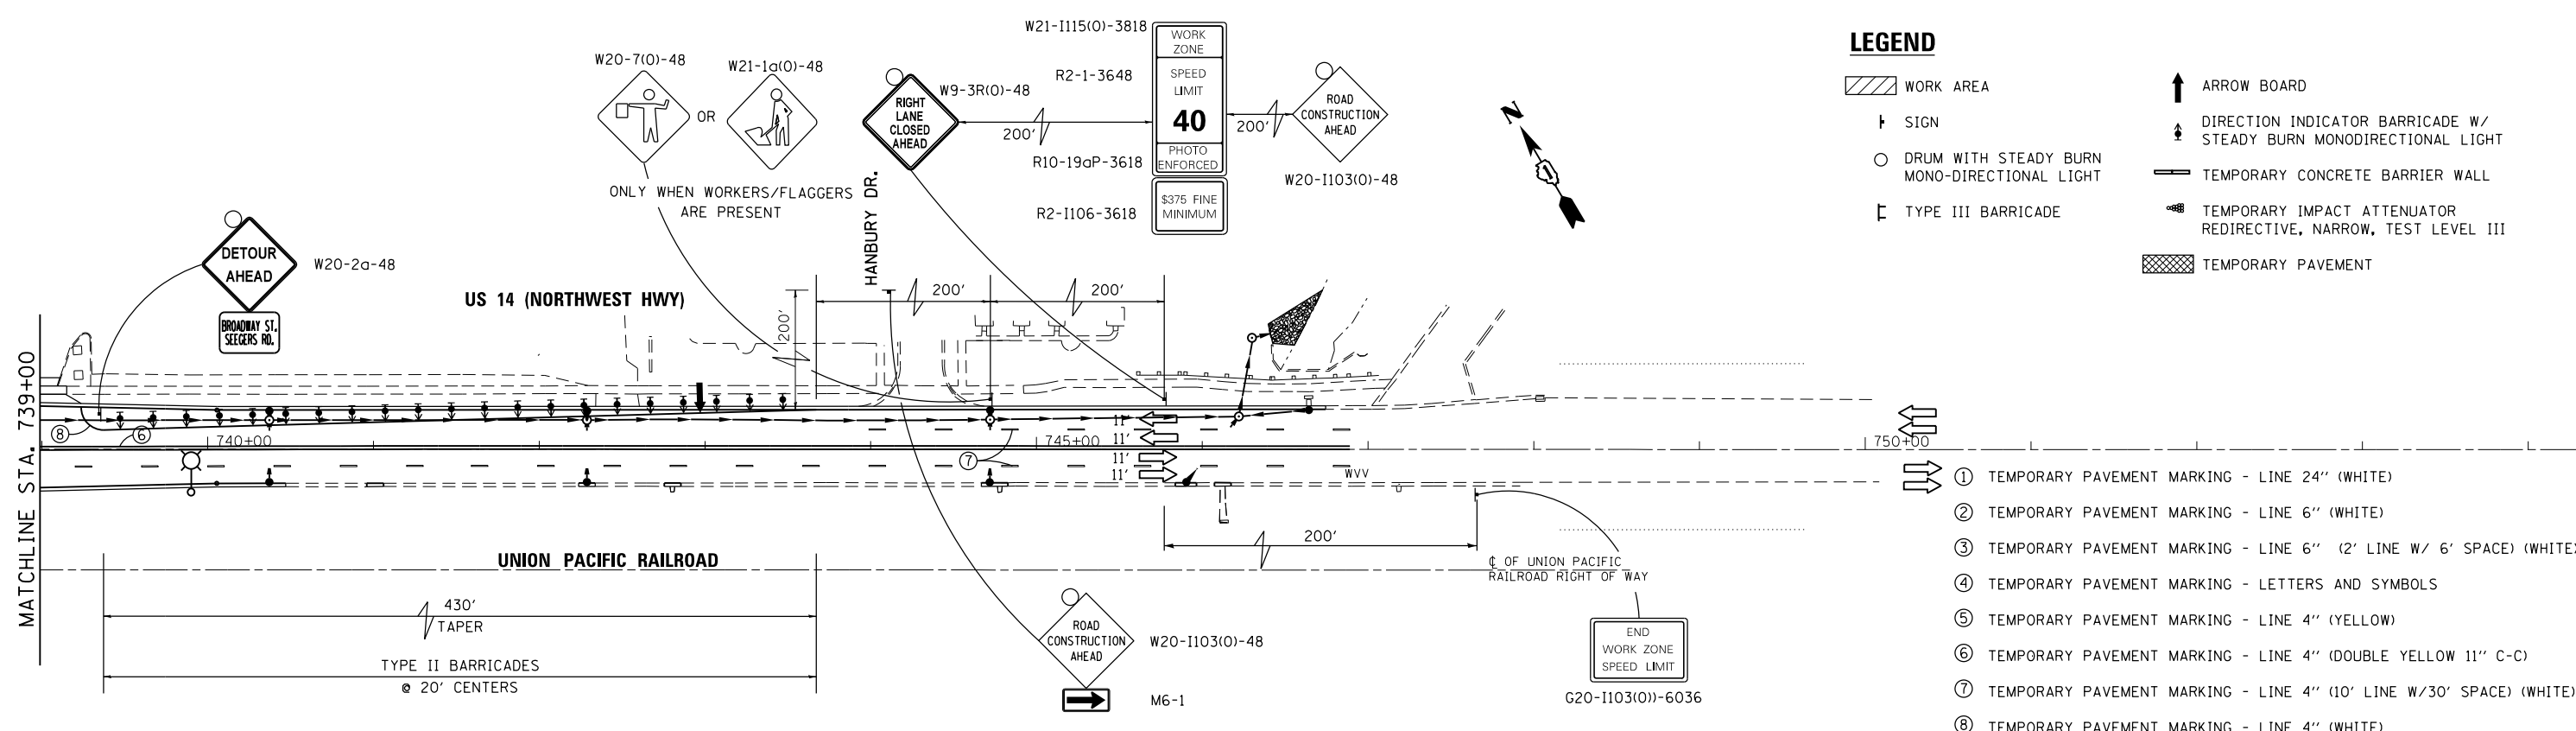 W21-I115(O)-3818
WORK
ZONE
R2-1-3648
SPEED
LIMIT
40
R10-19aP-3618
PHOTO
ENFORCED
R2-I106-3618
$375 FINE
MINIMUM
W20-7(O)-48
OR
W21-1a(O)-48
ONLY WHEN WORKERS/FLAGGERS
ARE PRESENT
RIGHT
LANE
CLOSED
AHEAD
W9-3R(O)-48
200'
200'
ROAD
CONSTRUCTION
AHEAD
W20-I103(O)-48
N
LEGEND
WORK AREA
SIGN
DRUM WITH STEADY BURN
MONO-DIRECTIONAL LIGHT
TYPE III BARRICADE
ARROW BOARD
DIRECTION INDICATOR BARRICADE W/
STEADY BURN MONODIRECTIONAL LIGHT
TEMPORARY CONCRETE BARRIER WALL
TEMPORARY IMPACT ATTENUATOR
REDIRECTIVE, NARROW, TEST LEVEL III
TEMPORARY PAVEMENT
DETOUR
AHEAD
W20-2a-48
BROADWAY ST.
SEEGERS RD.
US 14 (NORTHWEST HWY)
HANBURY DR.
200'
200'
200'
MATCHLINE STA. 739+00
8
6
740+00
7
745+00
750+00
11'
11'
11'
11'
WVV
200'
UNION PACIFIC RAILROAD
℄ OF UNION PACIFIC
RAILROAD RIGHT OF WAY
430'
TAPER
TYPE II BARRICADES
@ 20' CENTERS
ROAD
CONSTRUCTION
AHEAD
W20-I103(O)-48
M6-1
END
WORK ZONE
SPEED LIMIT
G20-I103(O))-6036
1 TEMPORARY PAVEMENT MARKING - LINE 24'' (WHITE)
2 TEMPORARY PAVEMENT MARKING - LINE 6'' (WHITE)
3 TEMPORARY PAVEMENT MARKING - LINE 6'' (2' LINE W/ 6' SPACE) (WHITE)
4 TEMPORARY PAVEMENT MARKING - LETTERS AND SYMBOLS
5 TEMPORARY PAVEMENT MARKING - LINE 4'' (YELLOW)
6 TEMPORARY PAVEMENT MARKING - LINE 4'' (DOUBLE YELLOW 11'' C-C)
7 TEMPORARY PAVEMENT MARKING - LINE 4'' (10' LINE W/30' SPACE) (WHITE)
8 TEMPORARY PAVEMENT MARKING - LINE 4'' (WHITE)